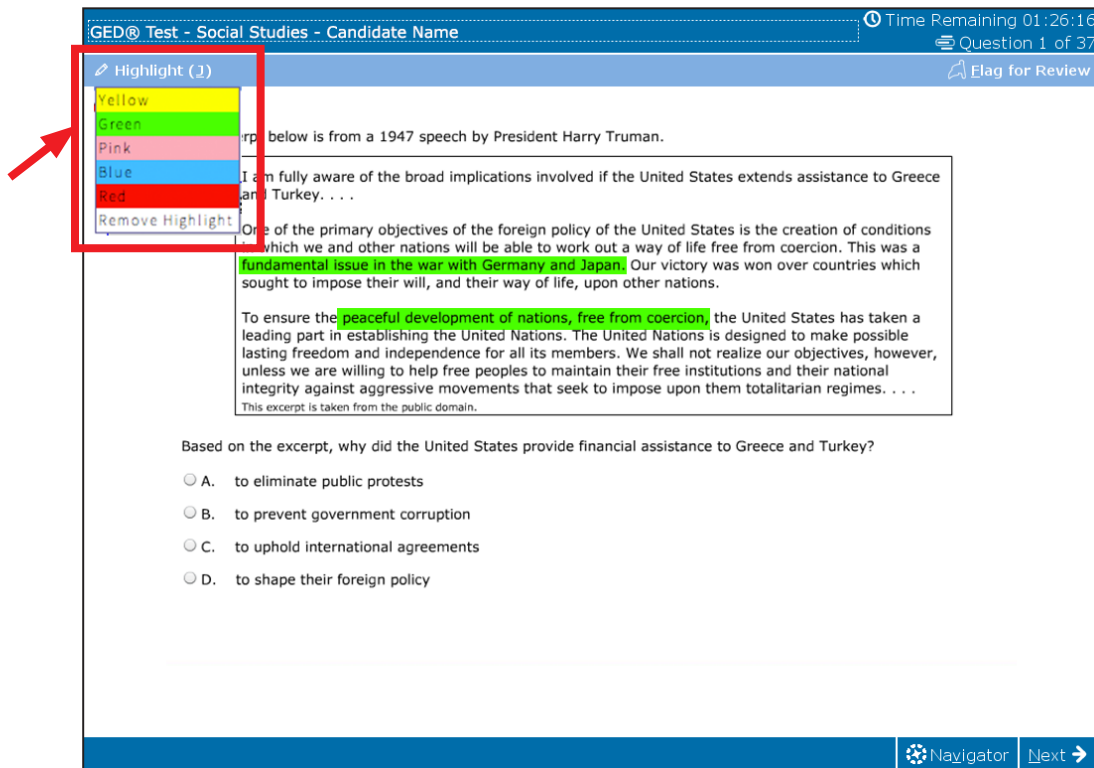 GED® Test - Social Studies - Candidate Name
Time Remaining 01:26:16
Question 1 of 37
Highlight (J)
Flag for Review
Yellow
Green
Pink
Blue
Red
Remove Highlight
below is from a 1947 speech by President Harry Truman.
I am fully aware of the broad implications involved if the United States extends assistance to Greece
and Turkey. . . .
One of the primary objectives of the foreign policy of the United States is the creation of conditions
in which we and other nations will be able to work out a way of life free from coercion. This was a
fundamental issue in the war with Germany and Japan. Our victory was won over countries which
sought to impose their will, and their way of life, upon other nations.
To ensure the peaceful development of nations, free from coercion, the United States has taken a
leading part in establishing the United Nations. The United Nations is designed to make possible
lasting freedom and independence for all its members. We shall not realize our objectives, however,
unless we are willing to help free peoples to maintain their free institutions and their national
integrity against aggressive movements that seek to impose upon them totalitarian regimes. . . .
This excerpt is taken from the public domain.
Based on the excerpt, why did the United States provide financial assistance to Greece and Turkey?
A. to eliminate public protests
B. to prevent government corruption
C. to uphold international agreements
D. to shape their foreign policy
Navigator
Next